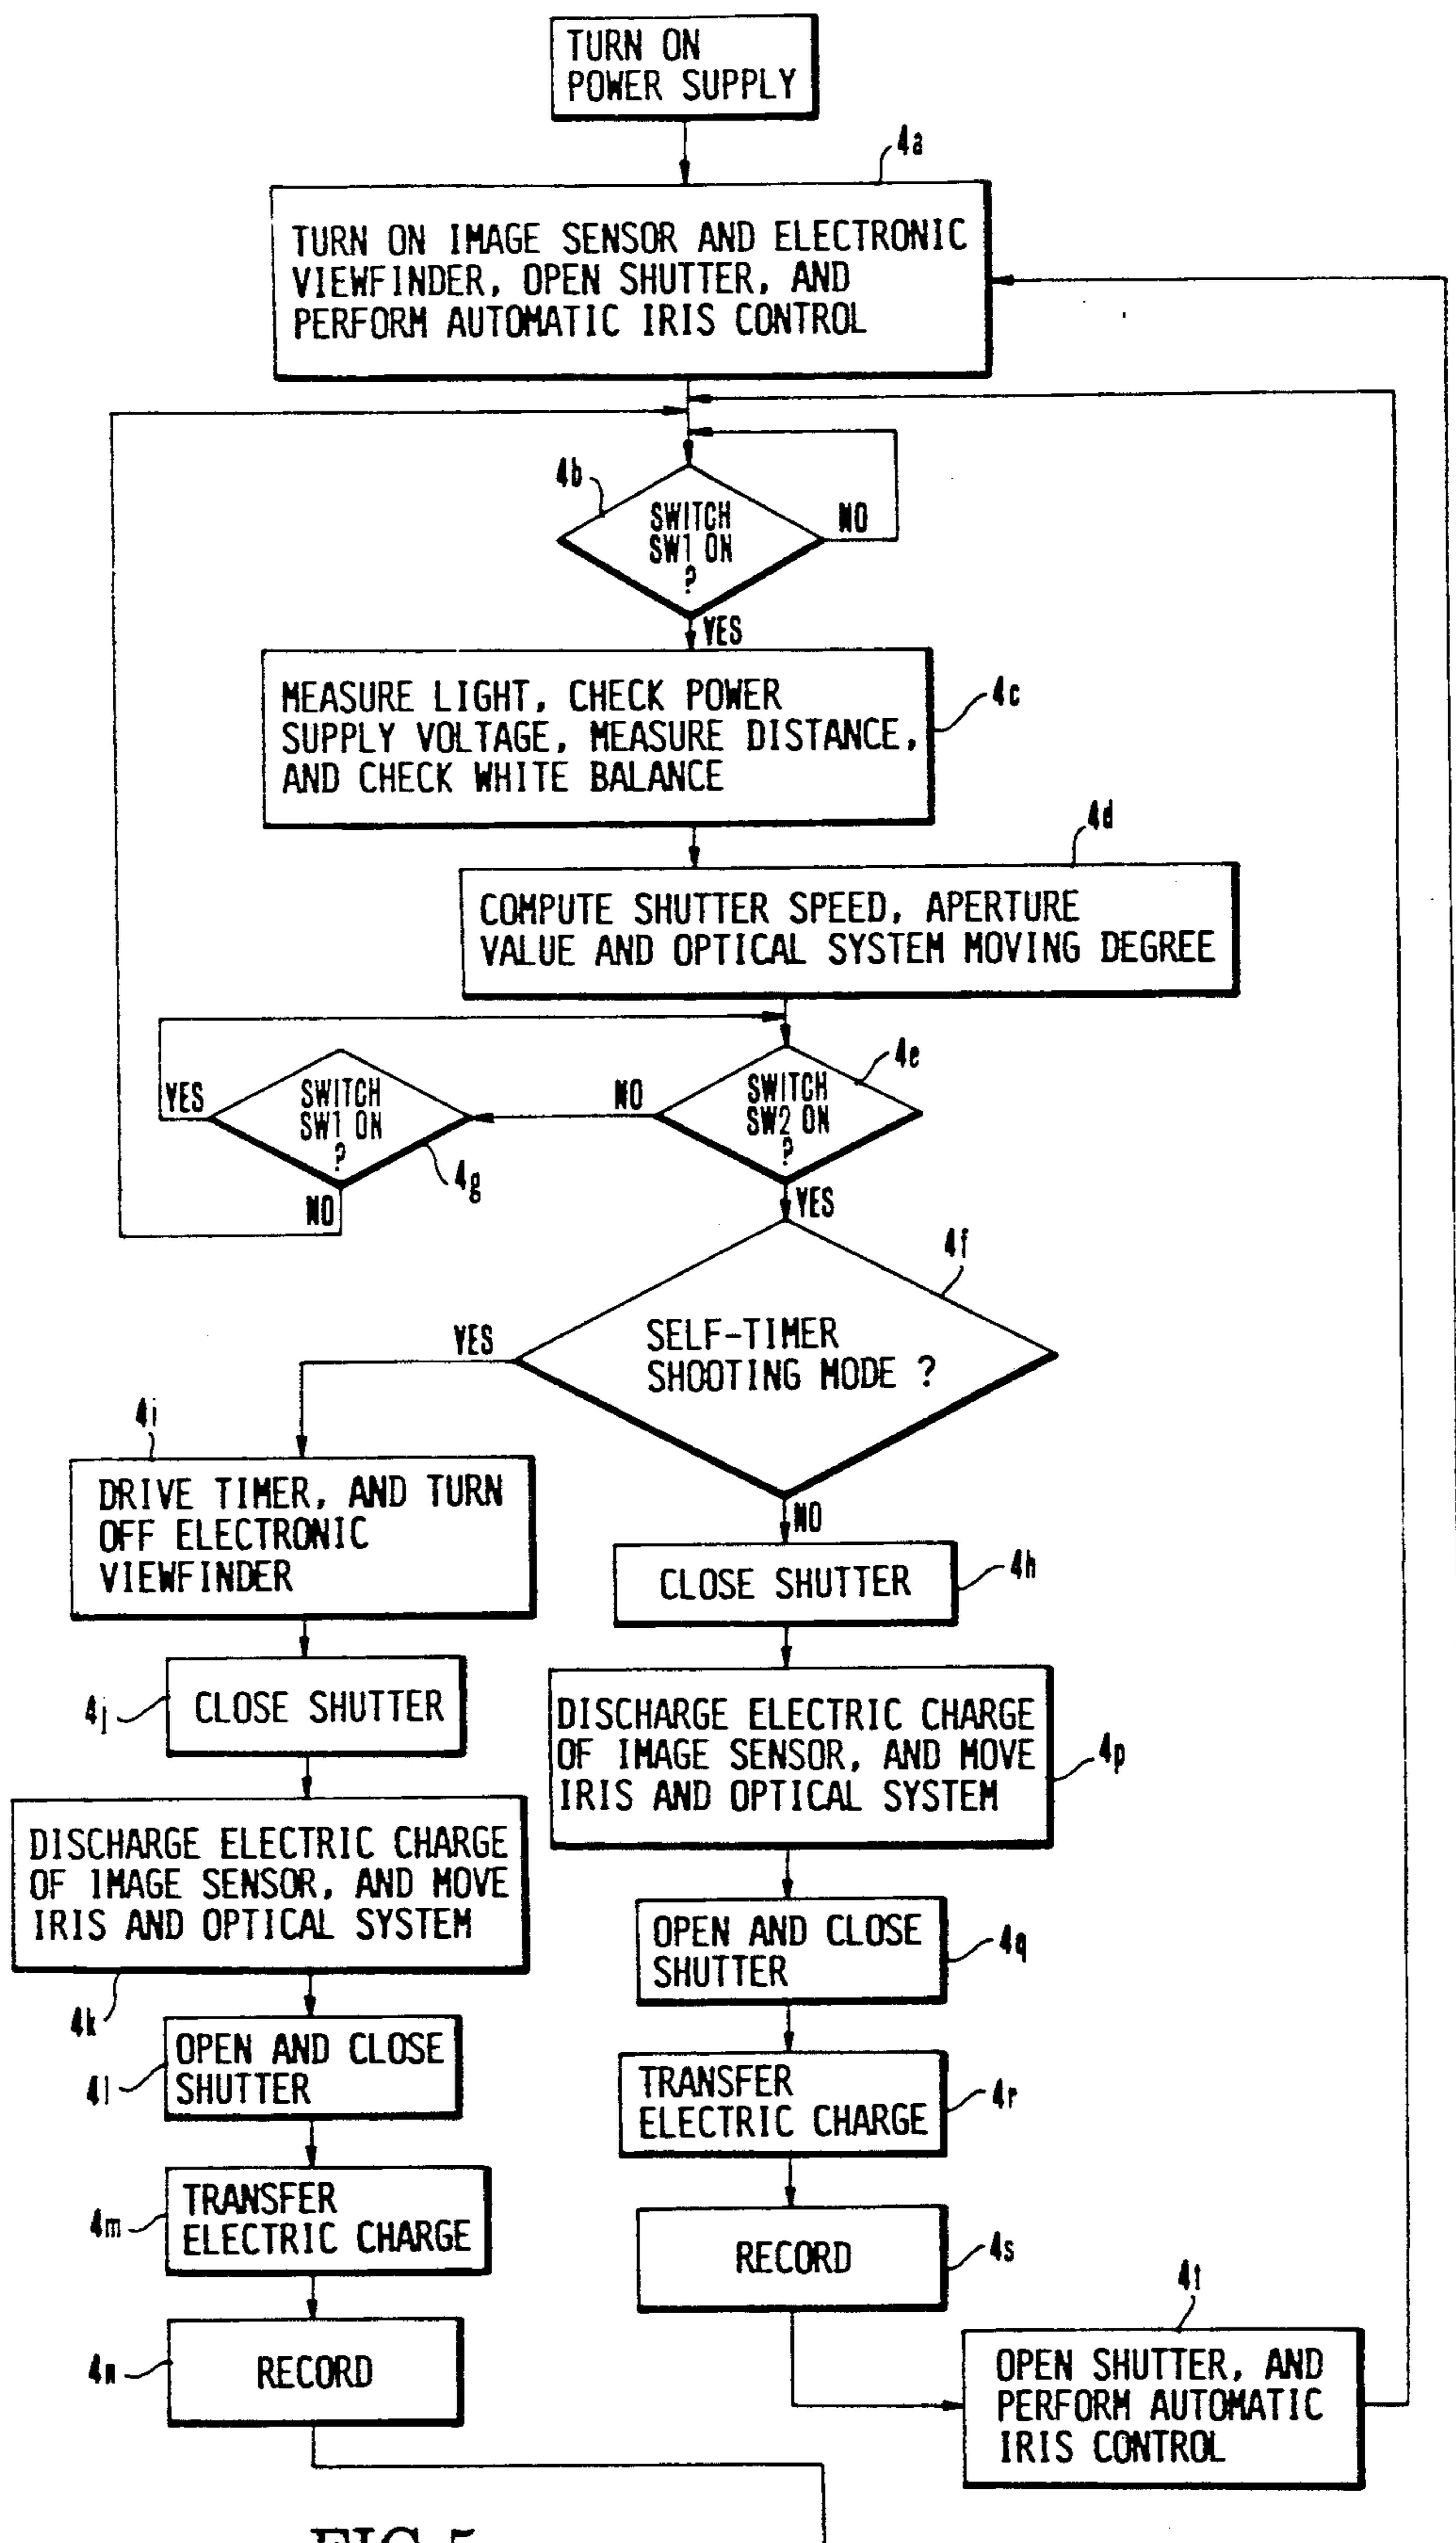 TURN ON
POWER SUPPLY
4a
TURN ON IMAGE SENSOR AND ELECTRONIC
VIEWFINDER, OPEN SHUTTER, AND
PERFORM AUTOMATIC IRIS CONTROL
4b
SWITCH
SW1 ON
?
NO
YES
MEASURE LIGHT, CHECK POWER
SUPPLY VOLTAGE, MEASURE DISTANCE,
AND CHECK WHITE BALANCE
4c
4d
COMPUTE SHUTTER SPEED, APERTURE
VALUE AND OPTICAL SYSTEM MOVING DEGREE
4e
SWITCH
SW2 ON
?
NO
YES
SWITCH
SW1 ON
?
YES
4g
NO
4f
SELF-TIMER
SHOOTING MODE ?
YES
NO
4i
DRIVE TIMER, AND TURN
OFF ELECTRONIC
VIEWFINDER
CLOSE SHUTTER
4h
4j
CLOSE SHUTTER
DISCHARGE ELECTRIC CHARGE
OF IMAGE SENSOR, AND MOVE
IRIS AND OPTICAL SYSTEM
4p
DISCHARGE ELECTRIC CHARGE
OF IMAGE SENSOR, AND MOVE
IRIS AND OPTICAL SYSTEM
4k
OPEN AND CLOSE
SHUTTER
4q
OPEN AND CLOSE
SHUTTER
4l
TRANSFER
ELECTRIC CHARGE
4r
TRANSFER
ELECTRIC CHARGE
4m
RECORD
4s
RECORD
4n
4t
OPEN SHUTTER, AND
PERFORM AUTOMATIC
IRIS CONTROL
FIG.5